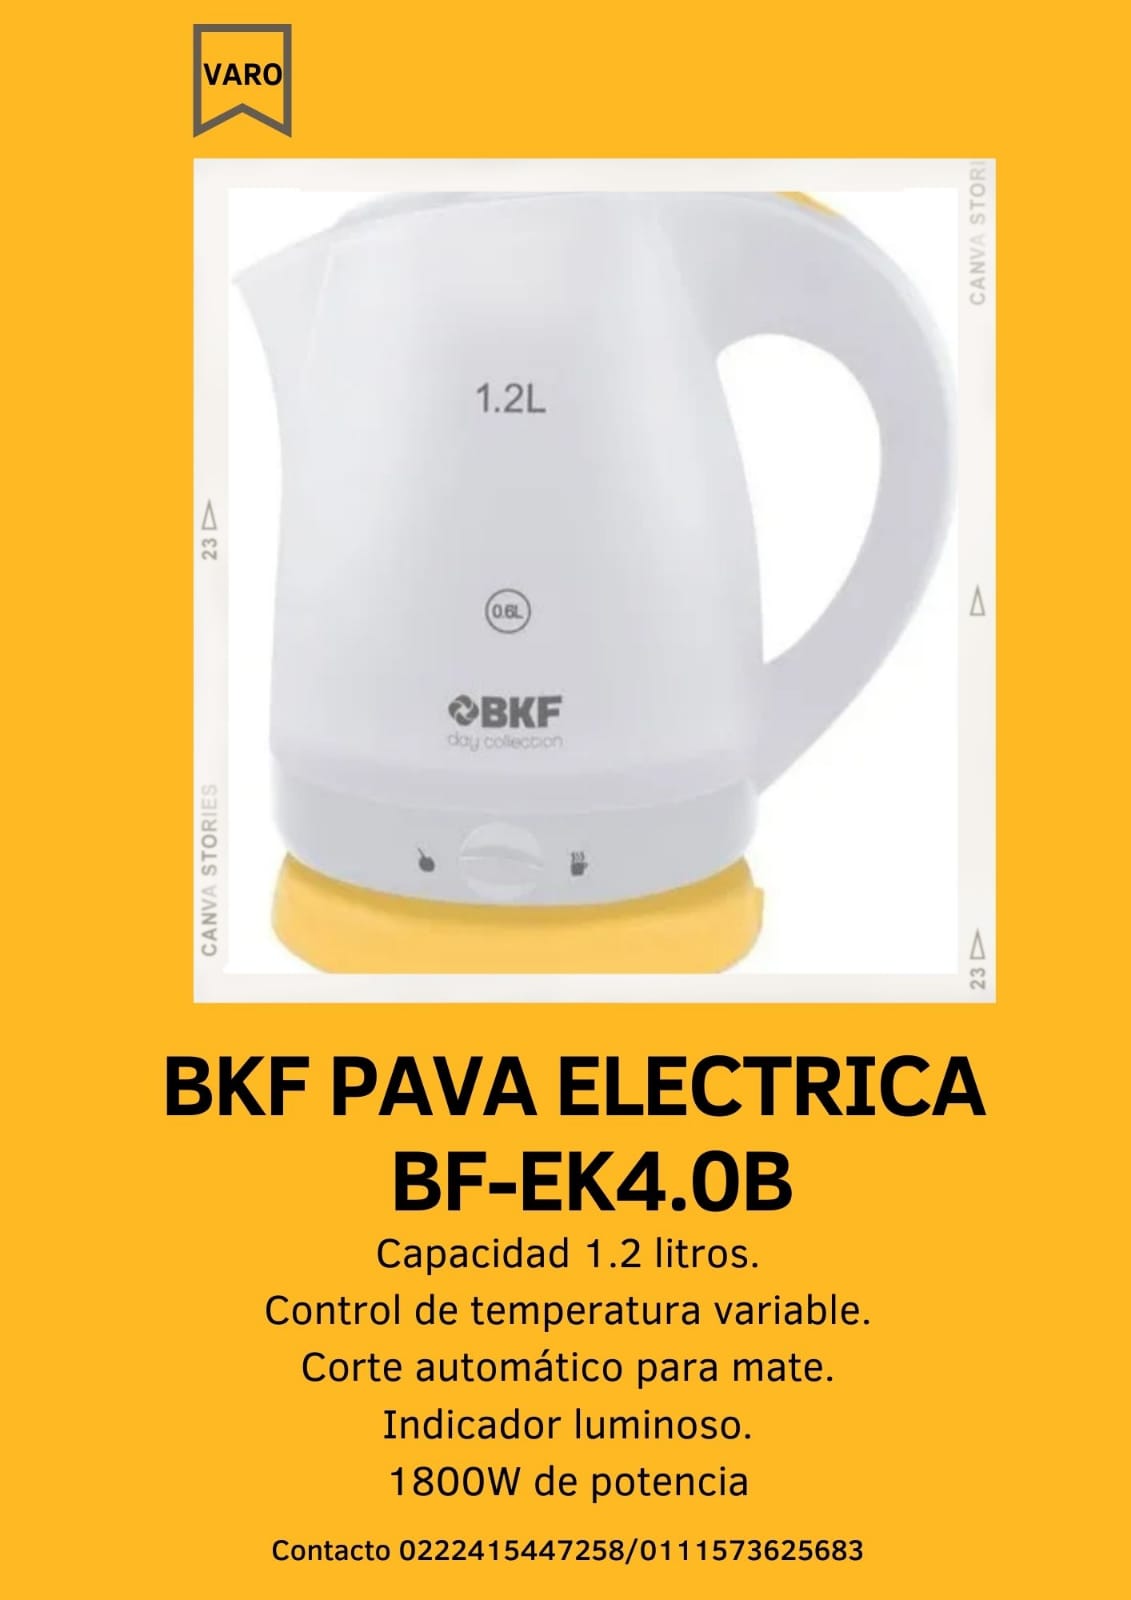 VARO
CANVA STORI
1.2L
23
0.6L
BKF
day collection
CANVA STORIES
23
BKF PAVA ELECTRICA
BF-EK4.0B
Capacidad 1.2 litros.
Control de temperatura variable.
Corte automático para mate.
Indicador luminoso.
1800W de potencia
Contacto 0222415447258/0111573625683